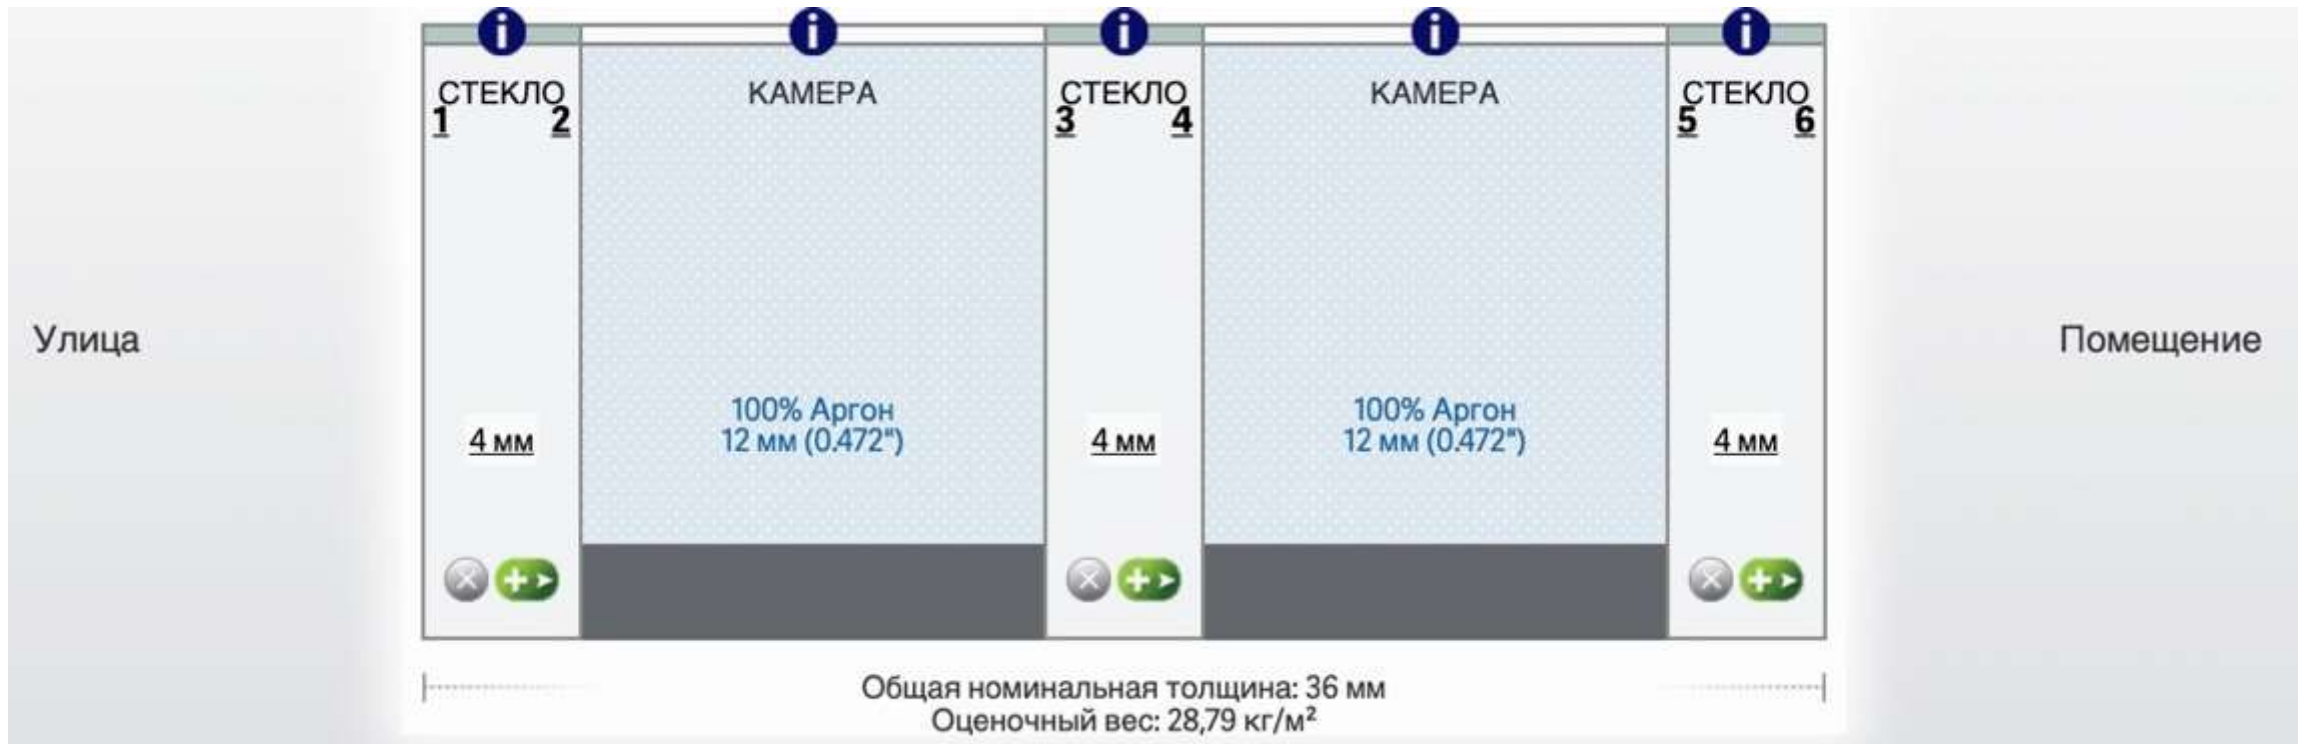 i i i i i
СТЕКЛО КАМЕРА СТЕКЛО КАМЕРА СТЕКЛО
1 2 3 4 5 6
Улица
Помещение
100% Аргон 100% Аргон
4 мм 12 мм (0.472") 4 мм 12 мм (0.472") 4 мм
Общая номинальная толщина: 36 мм
Оценочный вес: 28,79 кг/м²